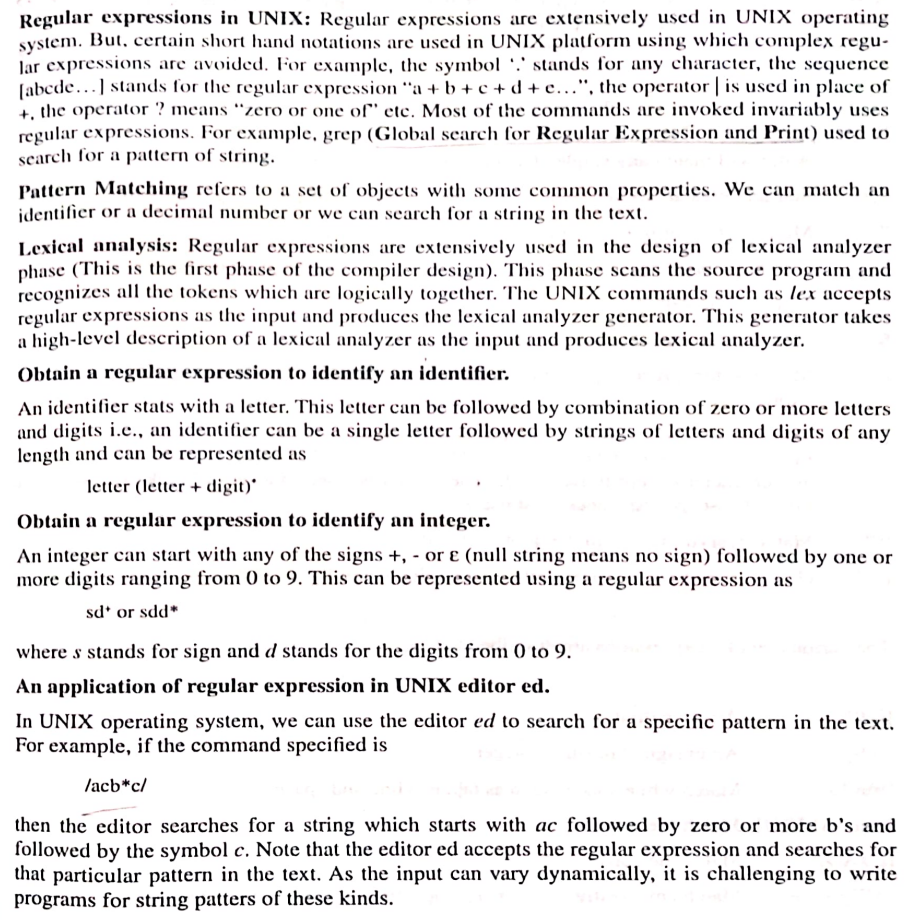 Regular expressions in UNIX: Regular expressions are extensively used in UNIX operating
system. But, certain short hand notations are used in UNIX platform using which complex regu-
lar expressions are avoided. For example, the symbol '.' stands for any character, the sequence
[abcde...] stands for the regular expression "a + b + c + d + e...", the operator | is used in place of
+, the operator ? means "zero or one of" etc. Most of the commands are invoked invariably uses
regular expressions. For example, grep (Global search for Regular Expression and Print) used to
search for a pattern of string.
Pattern Matching refers to a set of objects with some common properties. We can match an
identifier or a decimal number or we can search for a string in the text.
Lexical analysis: Regular expressions are extensively used in the design of lexical analyzer
phase (This is the first phase of the compiler design). This phase scans the source program and
recognizes all the tokens which are logically together. The UNIX commands such as lex accepts
regular expressions as the input and produces the lexical analyzer generator. This generator takes
a high-level description of a lexical analyzer as the input and produces lexical analyzer.
Obtain a regular expression to identify an identifier.
An identifier stats with a letter. This letter can be followed by combination of zero or more letters
and digits i.e., an identifier can be a single letter followed by strings of letters and digits of any
length and can be represented as
letter (letter + digit)*
Obtain a regular expression to identify an integer.
An integer can start with any of the signs +, - or ε (null string means no sign) followed by one or
more digits ranging from 0 to 9. This can be represented using a regular expression as
sd⁺ or sdd*
where s stands for sign and d stands for the digits from 0 to 9.
An application of regular expression in UNIX editor ed.
In UNIX operating system, we can use the editor ed to search for a specific pattern in the text.
For example, if the command specified is
/acb*c/
then the editor searches for a string which starts with ac followed by zero or more b's and
followed by the symbol c. Note that the editor ed accepts the regular expression and searches for
that particular pattern in the text. As the input can vary dynamically, it is challenging to write
programs for string patters of these kinds.